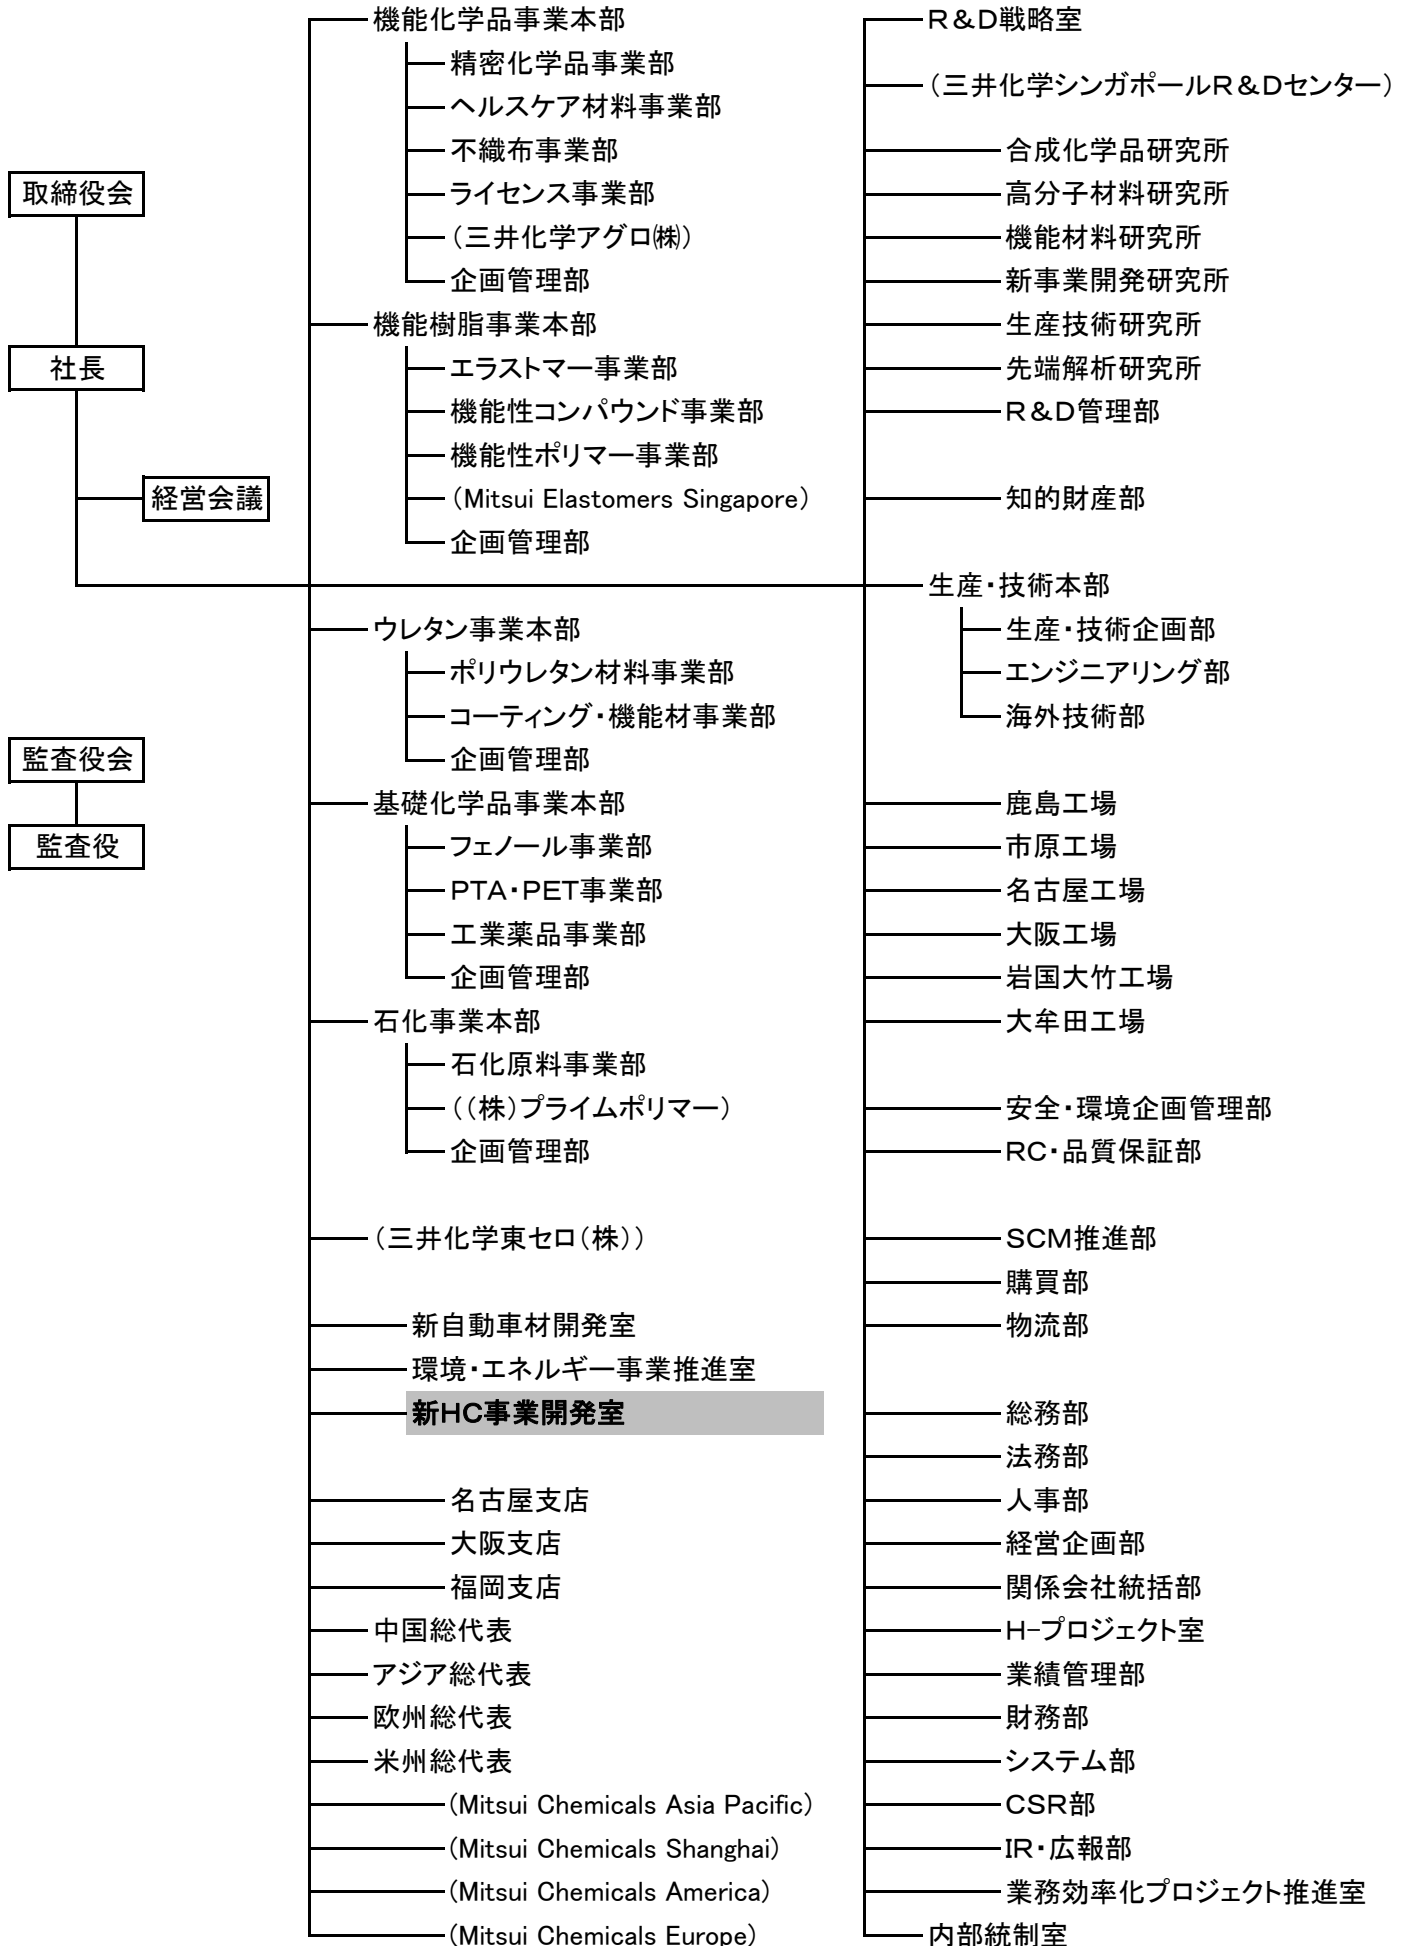 取締役会
社長
経営会議
監査役会
監査役
機能化学品事業本部
精密化学品事業部
ヘルスケア材料事業部
不織布事業部
ライセンス事業部
（三井化学アグロ㈱）
企画管理部
機能樹脂事業本部
エラストマー事業部
機能性コンパウンド事業部
機能性ポリマー事業部
（Mitsui Elastomers Singapore）
企画管理部
ウレタン事業本部
ポリウレタン材料事業部
コーティング・機能材事業部
企画管理部
基礎化学品事業本部
フェノール事業部
PTA・PET事業部
工業薬品事業部
企画管理部
石化事業本部
石化原料事業部
（（株）プライムポリマー）
企画管理部
（三井化学東セロ（株））
新自動車材開発室
環境・エネルギー事業推進室
新HC事業開発室
名古屋支店
大阪支店
福岡支店
中国総代表
アジア総代表
欧州総代表
米州総代表
（Mitsui Chemicals Asia Pacific）
（Mitsui Chemicals Shanghai）
（Mitsui Chemicals America）
（Mitsui Chemicals Europe）
Ｒ＆Ｄ戦略室
（三井化学シンガポールＲ＆Ｄセンター）
合成化学品研究所
高分子材料研究所
機能材料研究所
新事業開発研究所
生産技術研究所
先端解析研究所
Ｒ＆Ｄ管理部
知的財産部
生産・技術本部
生産・技術企画部
エンジニアリング部
海外技術部
鹿島工場
市原工場
名古屋工場
大阪工場
岩国大竹工場
大牟田工場
安全・環境企画管理部
RC・品質保証部
SCM推進部
購買部
物流部
総務部
法務部
人事部
経営企画部
関係会社統括部
H-プロジェクト室
業績管理部
財務部
システム部
CSR部
IR・広報部
業務効率化プロジェクト推進室
内部統制室